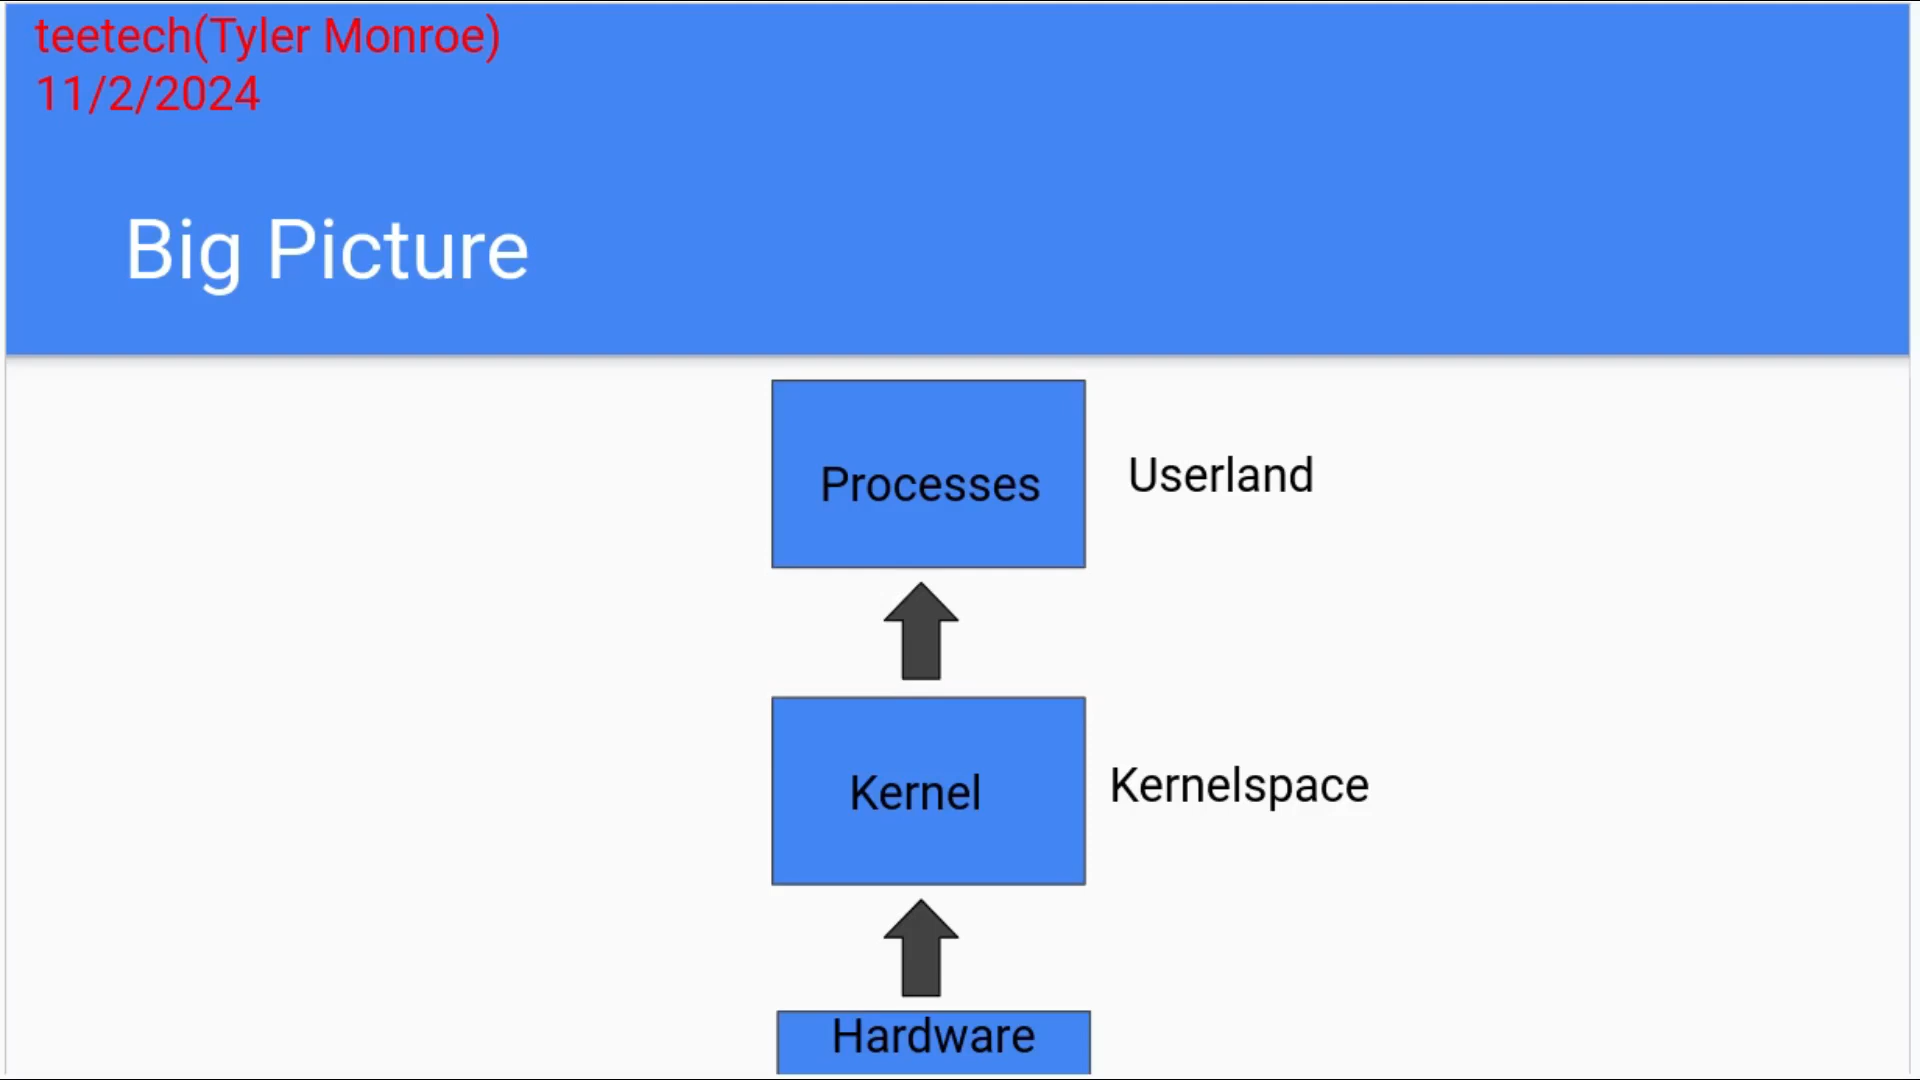 teetech(Tyler Monroe)
11/2/2024
Big Picture
Processes
Userland
Kernel
Kernelspace
Hardware